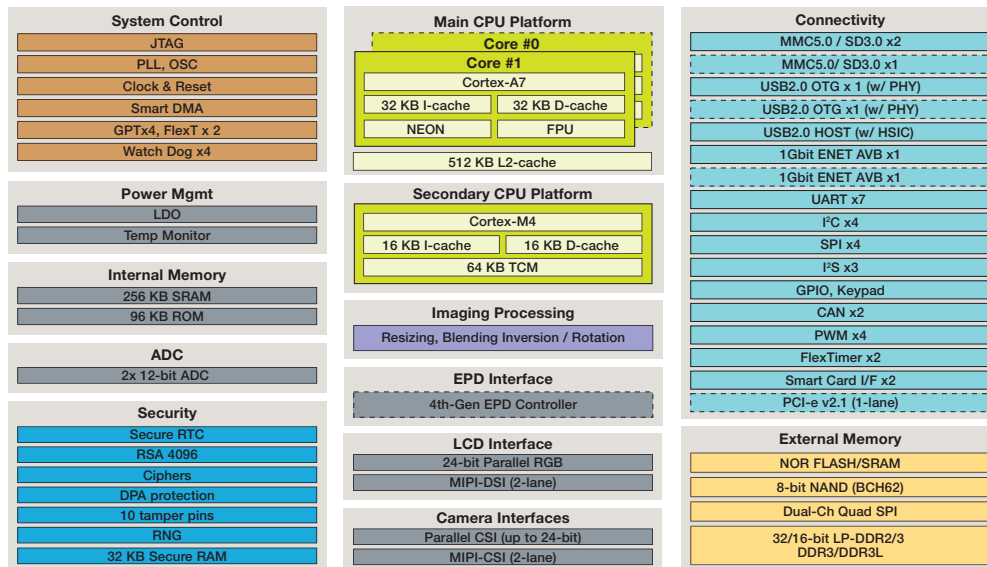 System Control
JTAG
PLL, OSC
Clock & Reset
Smart DMA
GPTx4, FlexT x 2
Watch Dog x4
Power Mgmt
LDO
Temp Monitor
Internal Memory
256 KB SRAM
96 KB ROM
ADC
2x 12-bit ADC
Security
Secure RTC
RSA 4096
Ciphers
DPA protection
10 tamper pins
RNG
32 KB Secure RAM
Main CPU Platform
Core #0
Core #1
Cortex-A7
32 KB I-cache 32 KB D-cache
NEON FPU
512 KB L2-cache
Secondary CPU Platform
Cortex-M4
16 KB I-cache 16 KB D-cache
64 KB TCM
Imaging Processing
Resizing, Blending Inversion / Rotation
EPD Interface
4th-Gen EPD Controller
LCD Interface
24-bit Parallel RGB
MIPI-DSI (2-lane)
Camera Interfaces
Parallel CSI (up to 24-bit)
MIPI-CSI (2-lane)
Connectivity
MMC5.0 / SD3.0 x2
MMC5.0/ SD3.0 x1
USB2.0 OTG x 1 (w/ PHY)
USB2.0 OTG x1 (w/ PHY)
USB2.0 HOST (w/ HSIC)
1Gbit ENET AVB x1
1Gbit ENET AVB x1
UART x7
I²C x4
SPI x4
I²S x3
GPIO, Keypad
CAN x2
PWM x4
FlexTimer x2
Smart Card I/F x2
PCI-e v2.1 (1-lane)
External Memory
NOR FLASH/SRAM
8-bit NAND (BCH62)
Dual-Ch Quad SPI
32/16-bit LP-DDR2/3
DDR3/DDR3L